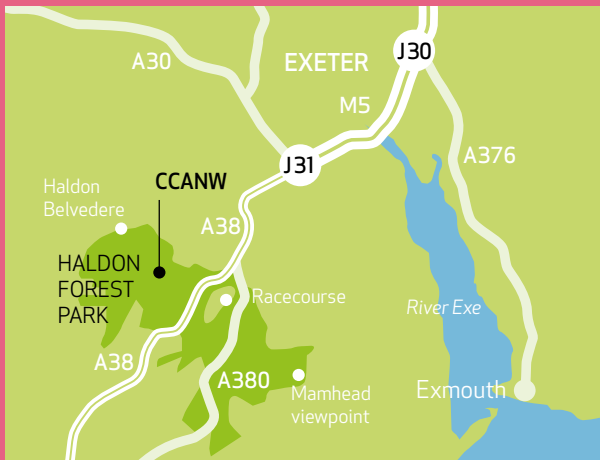 J30
EXETER
A30
M5
A376
J31
CCANW
Haldon
Belvedere
A38
HALDON
FOREST
PARK
Racecourse
River Exe
A38
A380
Mamhead
viewpoint
Exmouth